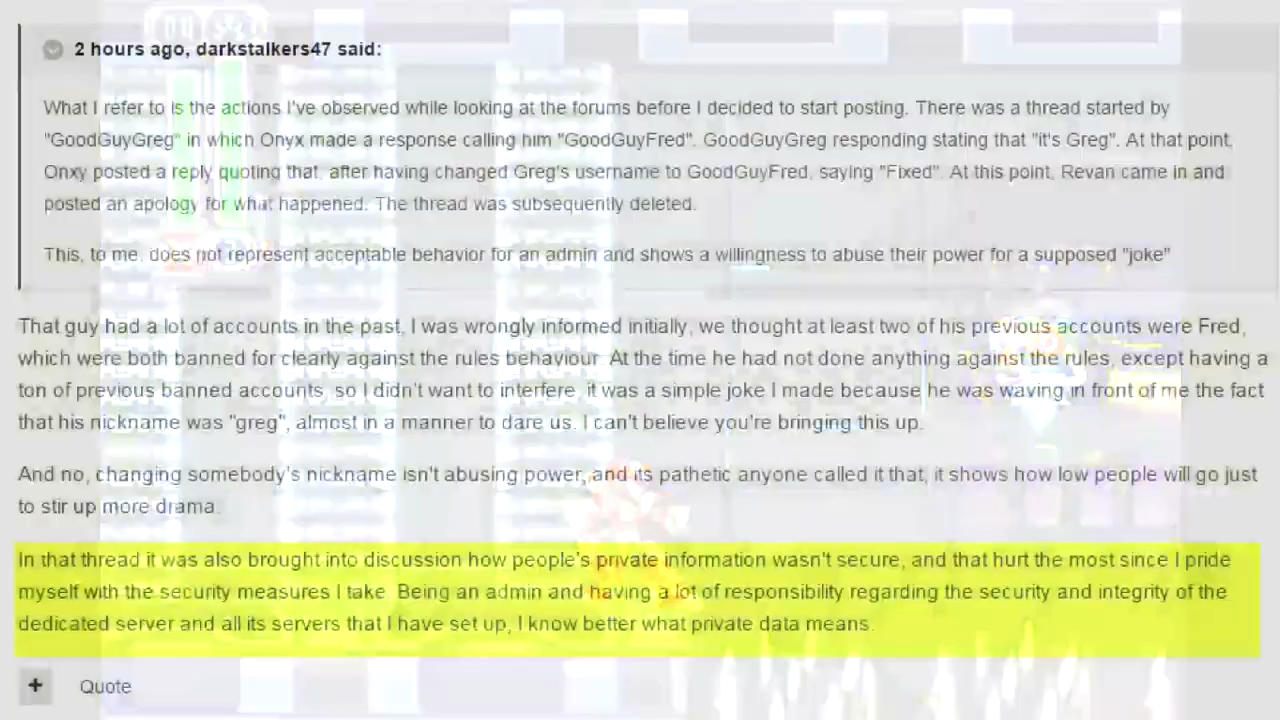 2 hours ago, darkstalkers47 said:
What I refer to is the actions I've observed while looking at the forums before I decided to start posting. There was a thread started by
"GoodGuyGreg" in which Onyx made a response calling him "GoodGuyFred". GoodGuyGreg responding stating that "it's Greg". At that point,
Onxy posted a reply quoting that, after having changed Greg's username to GoodGuyFred, saying "Fixed". At this point, Revan came in and
posted an apology for what happened. The thread was subsequently deleted.
This, to me, does not represent acceptable behavior for an admin and shows a willingness to abuse their power for a supposed "joke"
That guy had a lot of accounts in the past, I was wrongly informed initially, we thought at least two of his previous accounts were Fred,
which were both banned for clearly against the rules behaviour. At the time he had not done anything against the rules, except having a
ton of previous banned accounts, so I didn't want to interfere, it was a simple joke I made because he was waving in front of me the fact
that his nickname was "greg", almost in a manner to dare us. I can't believe you're bringing this up.
And no, changing somebody's nickname isn't abusing power, and its pathetic anyone called it that, it shows how low people will go just
to stir up more drama.
In that thread it was also brought into discussion how people's private information wasn't secure, and that hurt the most since I pride
myself with the security measures I take. Being an admin and having a lot of responsibility regarding the security and integrity of the
dedicated server and all its servers that I have set up, I know better what private data means.
+ Quote